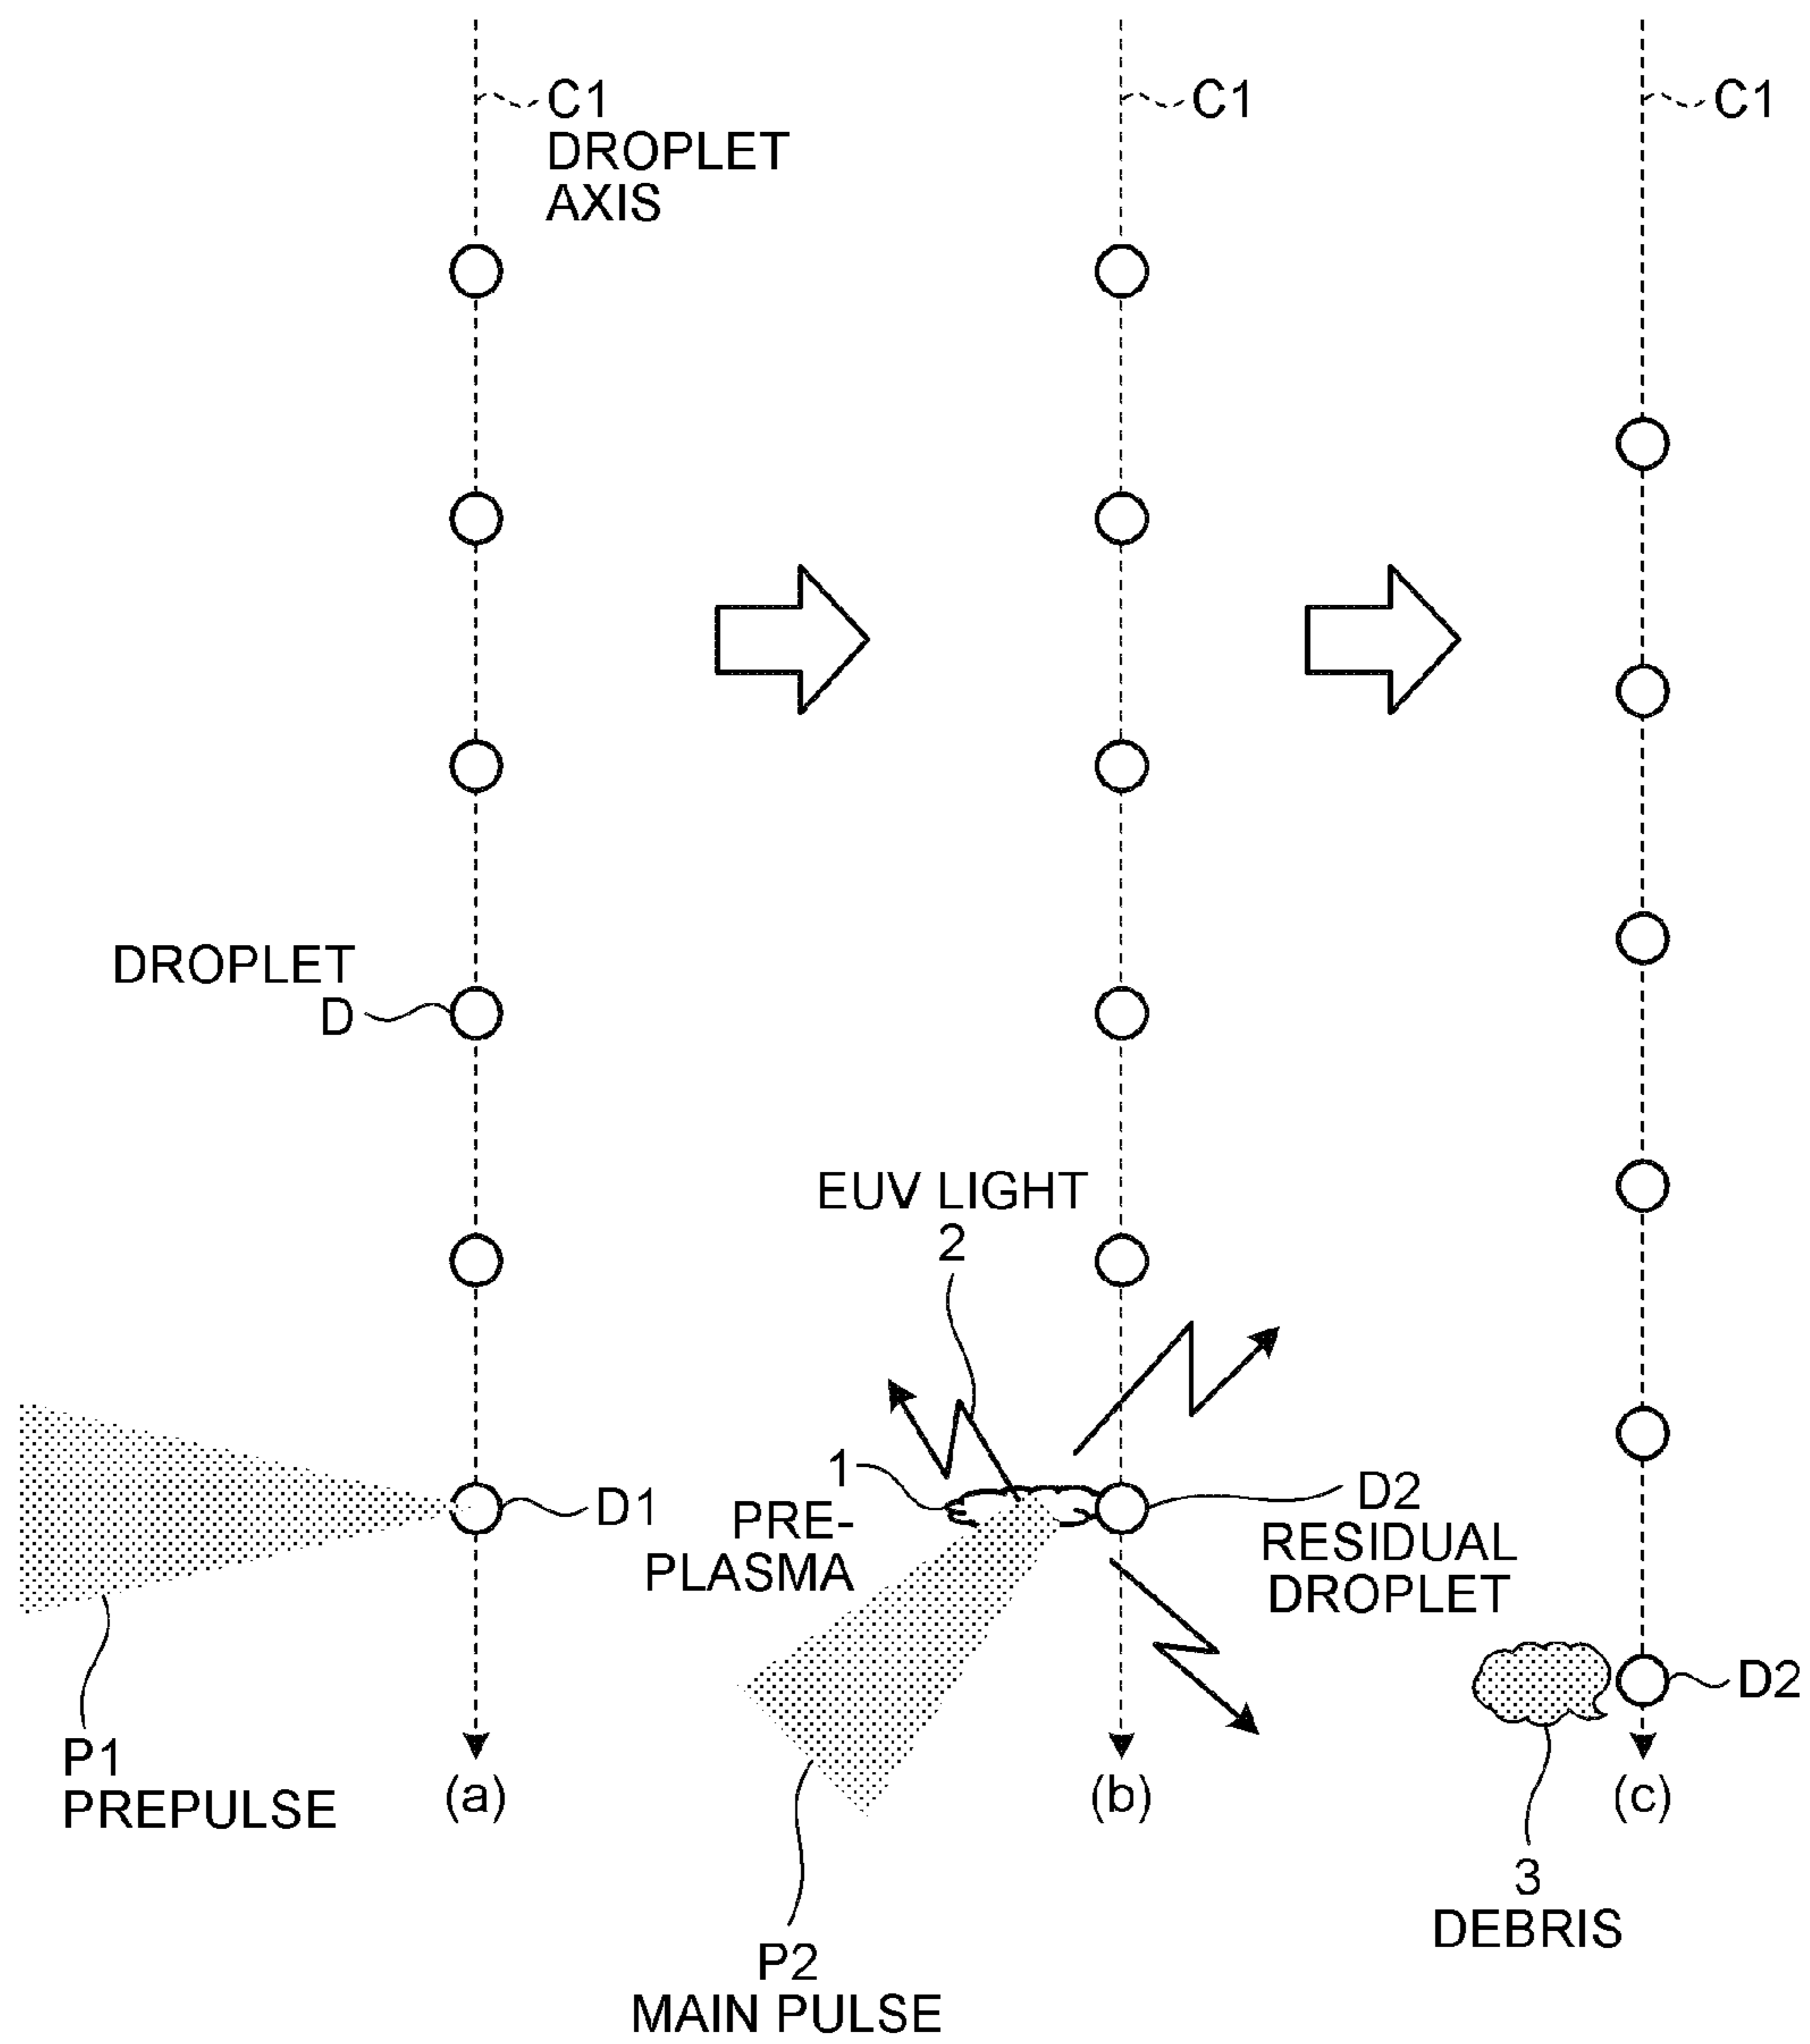 C1
DROPLET
AXIS
C1
C1
DROPLET
D
EUV LIGHT
2
D1
1
PRE-
PLASMA
D2
RESIDUAL
DROPLET
D2
P1
PREPULSE
(a)
(b)
(c)
3
DEBRIS
P2
MAIN PULSE